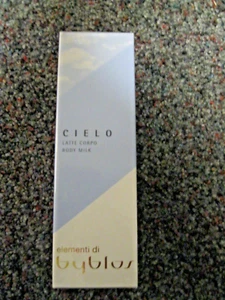 CIELO
LATTE CORPO
BODY MILK
elementi di
byblos